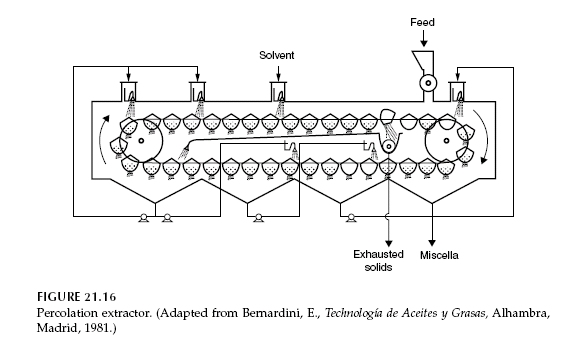 Feed
Solvent
Exhausted
solids
Miscella
FIGURE 21.16
Percolation extractor. (Adapted from Bernardini, E., Technología de Aceites y Grasas, Alhambra,
Madrid, 1981.)